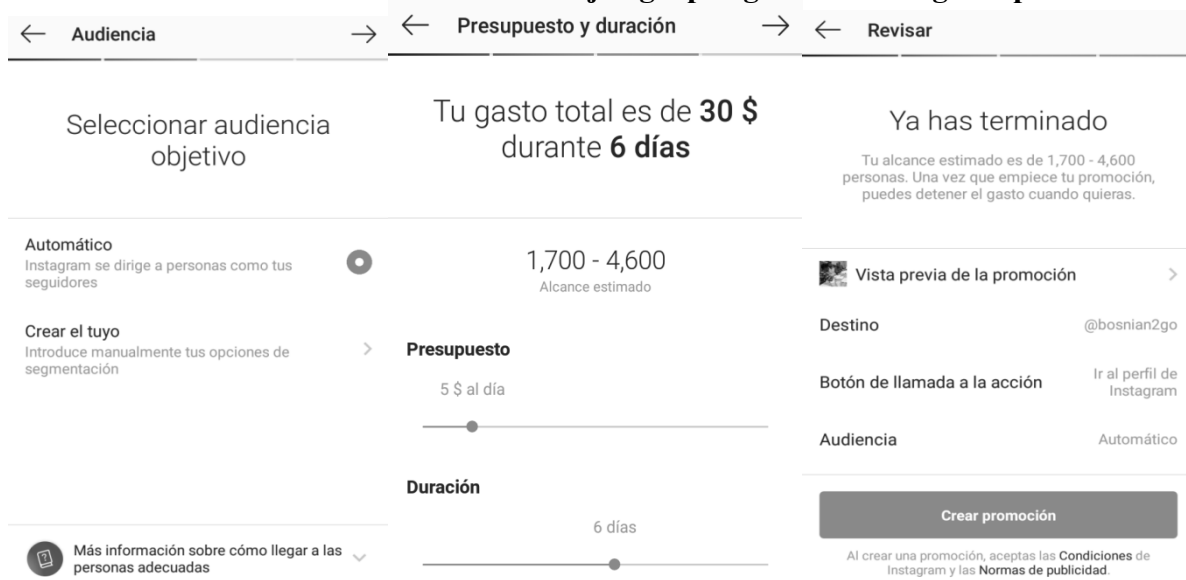 Audiencia
Seleccionar audiencia
objetivo
Automático
Instagram se dirige a personas como tus
seguidores
Crear el tuyo
Introduce manualmente tus opciones de
segmentación
Más información sobre cómo llegar a las
personas adecuadas
Presupuesto y duración
Tu gasto total es de 30 $
durante 6 días
1,700 - 4,600
Alcance estimado
Presupuesto
5 $ al día
Duración
6 días
Revisar
Ya has terminado
Tu alcance estimado es de 1,700 - 4,600
personas. Una vez que empiece tu promoción,
puedes detener el gasto cuando quieras.
Vista previa de la promoción
Destino
@bosnian2go
Botón de llamada a la acción
Ir al perfil de
Instagram
Audiencia
Automático
Crear promoción
Al crear una promoción, aceptas las Condiciones de
Instagram y las Normas de publicidad.